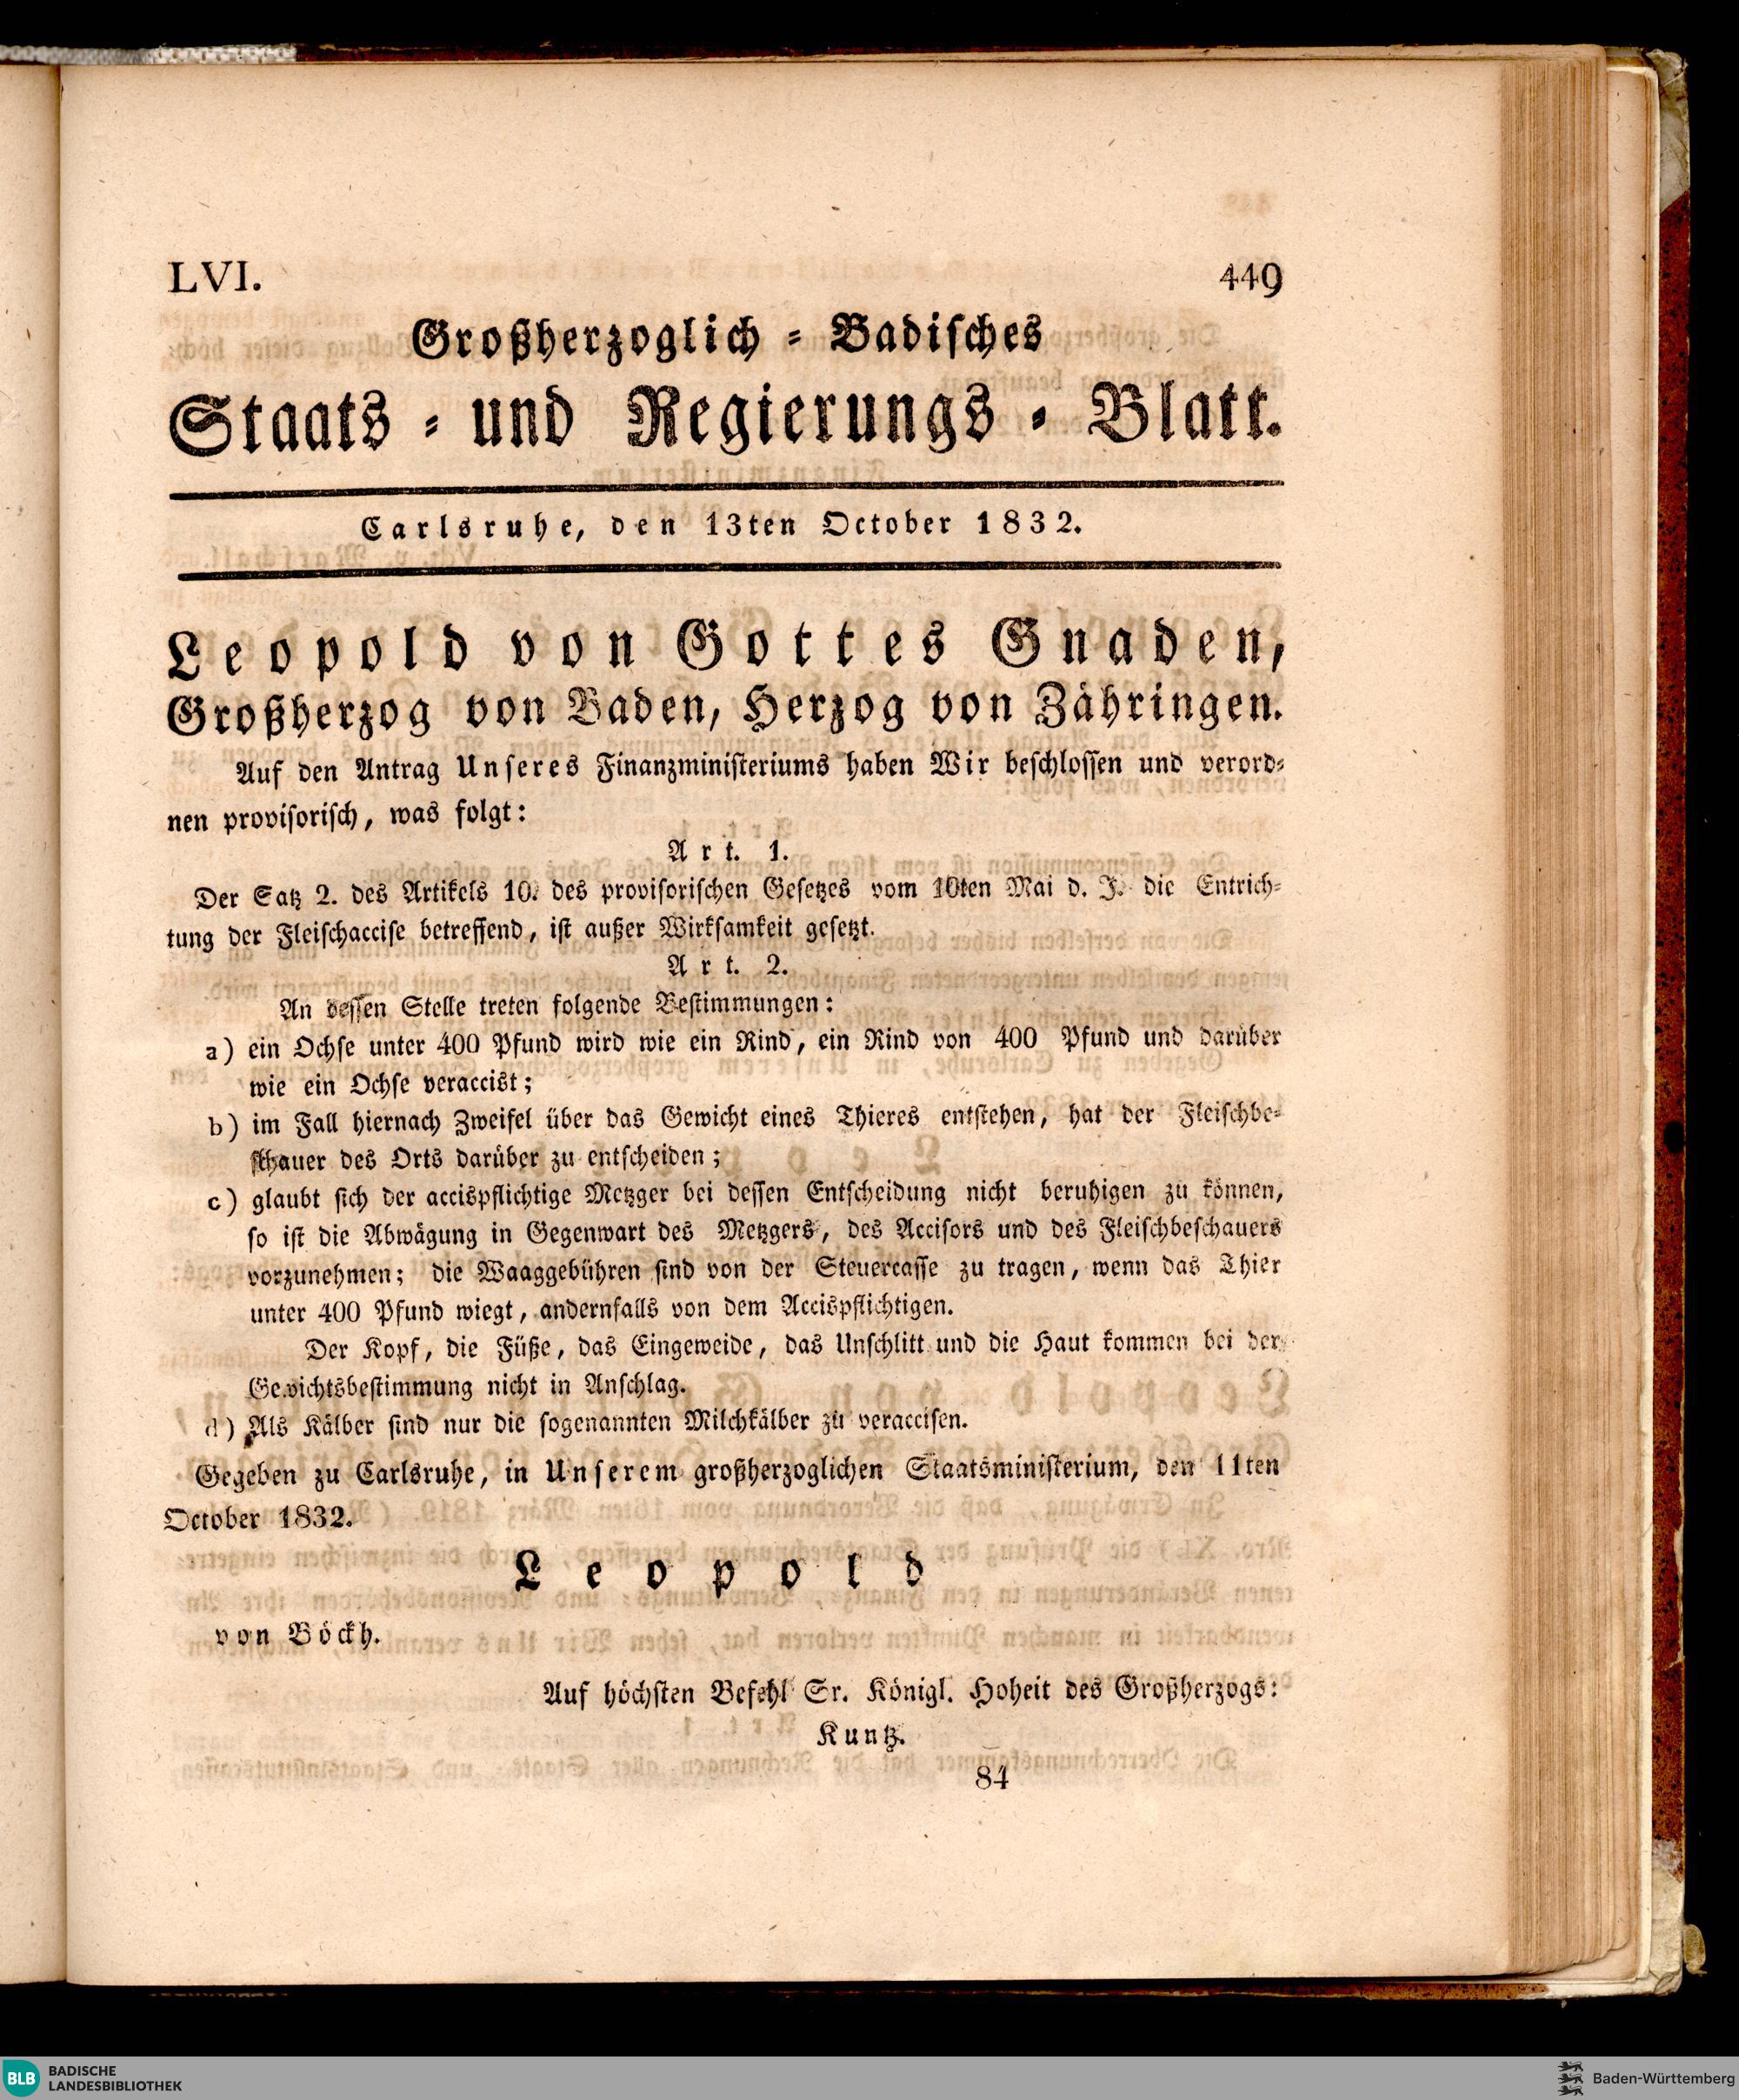 LVI.
449
Großherzoglich = Badisches
Staats = und Regierungs = Blatt.
Carlsruhe, den 13ten October 1832.
Leopold von Gottes Gnaden,
Großherzog von Baden, Herzog von Zähringen.
Auf den Antrag Unseres Finanzministeriums haben Wir beschlossen und verord=
nen provisorisch, was folgt:
Art. 1.
Der Satz 2. des Artikels 10. des provisorischen Gesetzes vom 10ten Mai d. J. die Entrich=
tung der Fleischaccise betreffend, ist außer Wirksamkeit gesetzt.
Art. 2.
An dessen Stelle treten folgende Bestimmungen:
a) ein Ochse unter 400 Pfund wird wie ein Rind, ein Rind von 400 Pfund und darüber
wie ein Ochse veraccist;
b) im Fall hiernach Zweifel über das Gewicht eines Thieres entstehen, hat der Fleischbe=
schauer des Orts darüber zu entscheiden;
c) glaubt sich der accispflichtige Metzger bei dessen Entscheidung nicht beruhigen zu können,
so ist die Abwägung in Gegenwart des Metzgers, des Accisors und des Fleischbeschauers
vorzunehmen; die Waaggebühren sind von der Steuercasse zu tragen, wenn das Thier
unter 400 Pfund wiegt, andernfalls von dem Accispflichtigen.
Der Kopf, die Füße, das Eingeweide, das Unschlitt und die Haut kommen bei der
Gewichtsbestimmung nicht in Anschlag.
d) Als Kälber sind nur die sogenannten Milchkälber zu veraccisen.
Gegeben zu Carlsruhe, in Unserem großherzoglichen Staatsministerium, den 11ten
October 1832.
Leopold
von Böckh.
Auf höchsten Befehl Sr. Königl. Hoheit des Großherzogs:
Kuntz.
84
BLB BADISCHE
LANDESBIBLIOTHEK
Baden-Württemberg